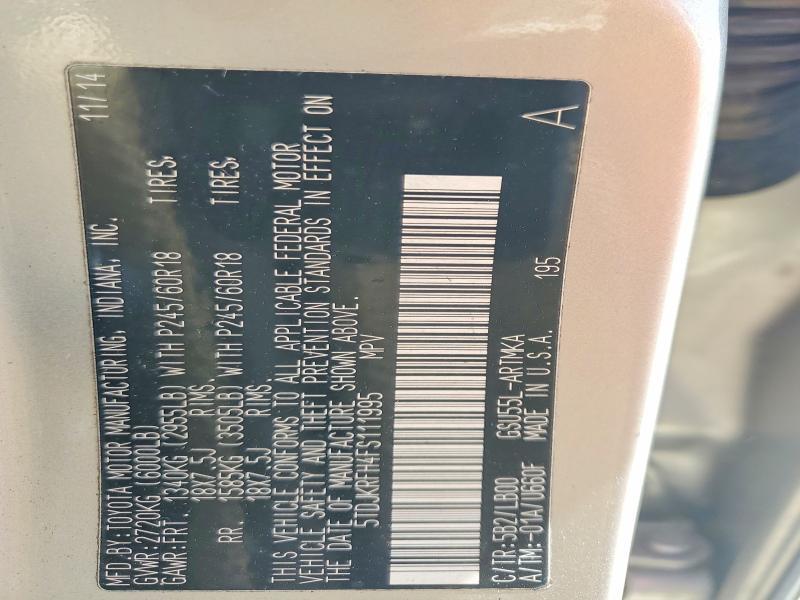 MFD.BY:TOYOTA MOTOR MANUFACTURING, INDIANA, INC. 11/14
GVWR:2720KG (6000LB)
GAWR:FRT. 1340KG (2955LB) WITH P245/60R18 TIRES,
18X7.5J RIMS.
RR. 1585KG (3505LB) WITH P245/60R18 TIRES,
18X7.5J RIMS.
THIS VEHICLE CONFORMS TO ALL APPLICABLE FEDERAL MOTOR
VEHICLE SAFETY AND THEFT PREVENTION STANDARDS IN EFFECT ON
THE DATE OF MANUFACTURE SHOWN ABOVE.
5TDJKRFHFS111995 MPV
C/TR:5B2/LB00 GSU55L-ARTMKA
A/TM:-01A/U660F MADE IN U.S.A. 195 A